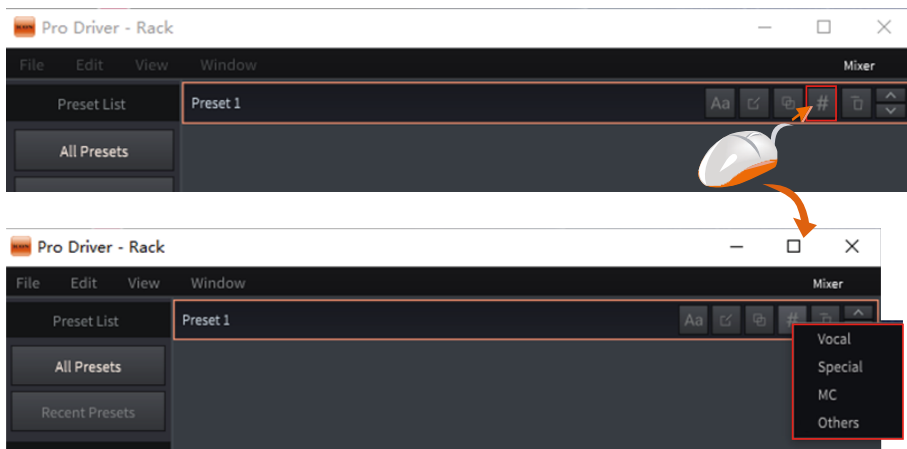 Pro Driver - Rack
File Edit View Window Mixer
Preset List Preset 1 Aa #
All Presets
Pro Driver - Rack
File Edit View Window Mixer
Preset List Preset 1 Aa #
Vocal
All Presets Special
MC
Recent Presets
Others